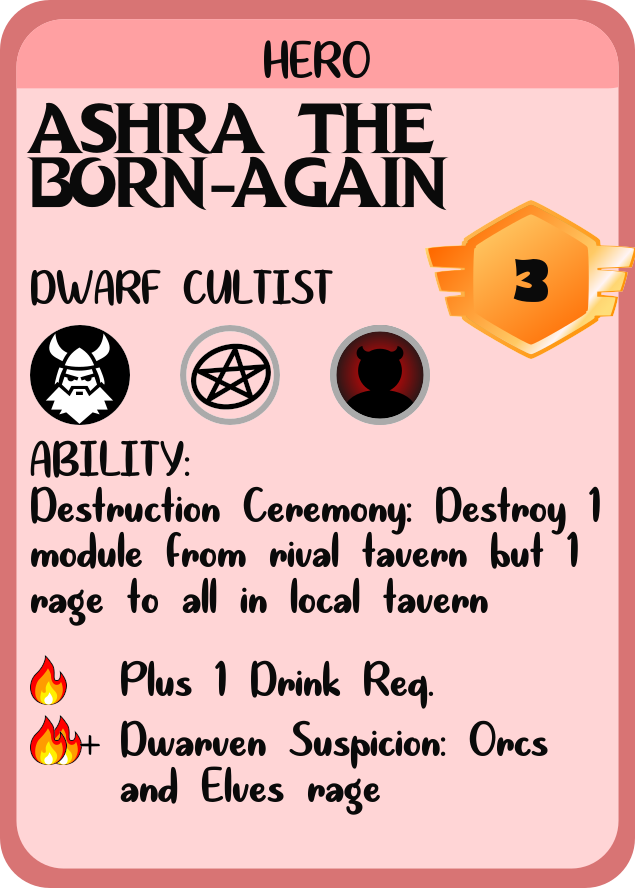 HERO
ASHRA THE
BORN-AGAIN
3
DWARF CULTIST
ABILITY:
Destruction Ceremony: Destroy 1
module from rival tavern but 1
rage to all in local tavern
Plus 1 Drink Req.
+ Dwarven Suspicion: Orcs
and Elves rage